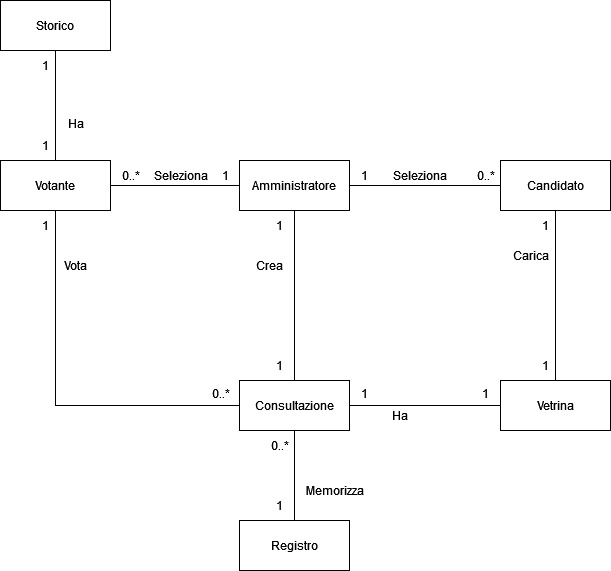 Storico
1
Ha
1
Votante
0..*
Seleziona
1
Amministratore
1
Seleziona
0..*
Candidato
1
1
1
Vota
Crea
Carica
0..*
1
1
Consultazione
1
Ha
1
Vetrina
0..*
Memorizza
1
Registro